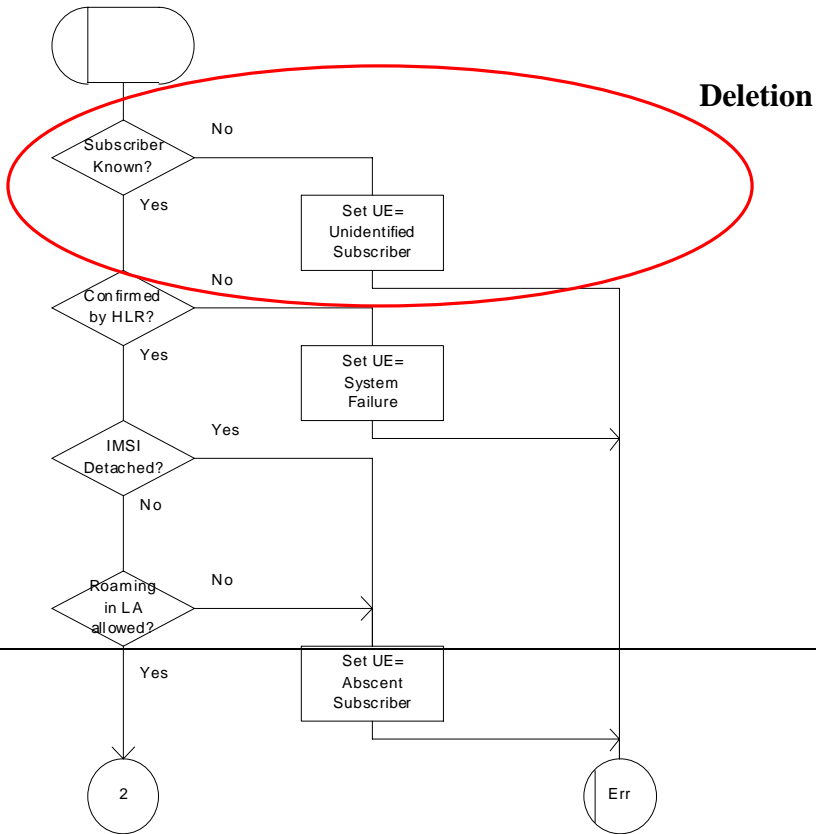 Deletion
No
Subscriber
Known?
Yes
Set UE=
Unidentified
Subscriber
No
Confirmed
by HLR?
Yes
Set UE=
System
Failure
Yes
IMSI
Detached?
No
No
Roaming
in LA
allowed?
Yes
Set UE=
Abscent
Subscriber
2
Err